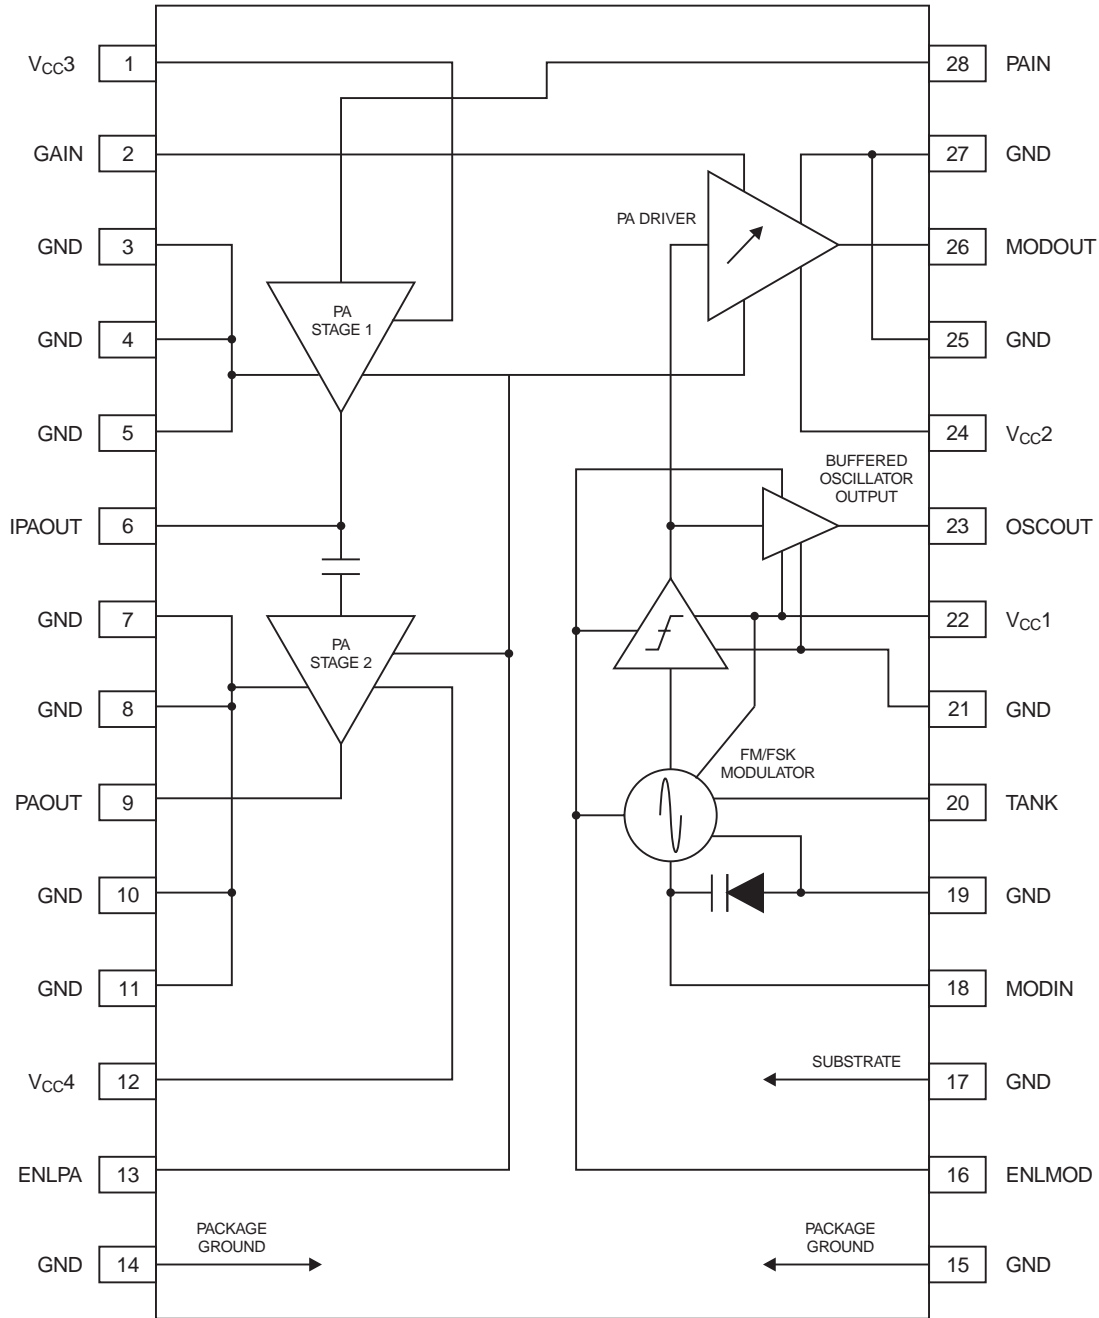 VCC3 1
GAIN 2
GND 3
GND 4
GND 5
IPAOUT 6
GND 7
GND 8
PAOUT 9
GND 10
GND 11
VCC4 12
ENLPA 13
GND 14
PA
STAGE 1
PA
STAGE 2
PACKAGE
GROUND
PA DRIVER
BUFFERED
OSCILLATOR
OUTPUT
FM/FSK
MODULATOR
SUBSTRATE
PACKAGE
GROUND
28 PAIN
27 GND
26 MODOUT
25 GND
24 VCC2
23 OSCOUT
22 VCC1
21 GND
20 TANK
19 GND
18 MODIN
17 GND
16 ENLMOD
15 GND